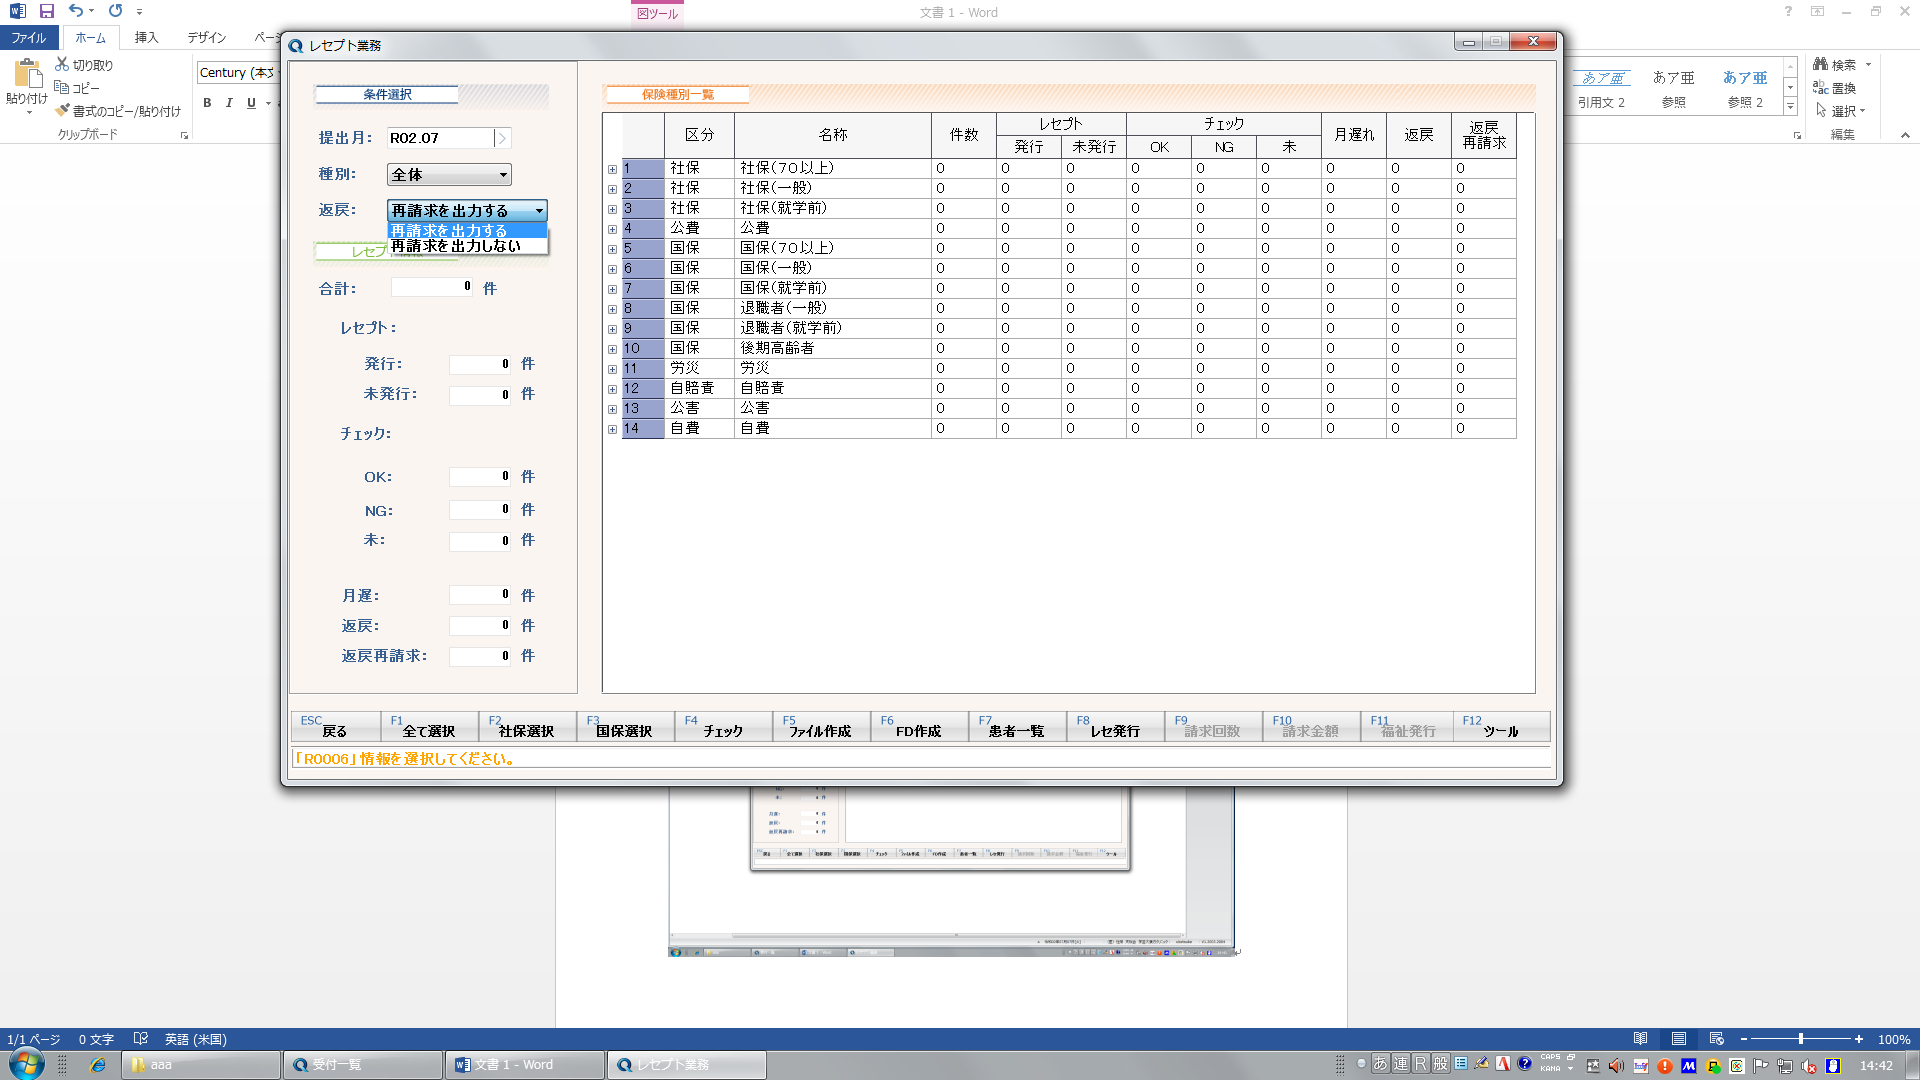 図ツール
文書 1 - Word
ファイル
ホーム
挿入
デザイン
ペー
切り取り
コピー
書式のコピー/貼り付け
貼り付け
クリップボード
Century (本文
B I U
あア亜 あア亜 あア亜
引用文 2 参照 参照 2
検索
置換
選択
編集
レセプト業務
条件選択
提出月: R02.07
種別: 全体
返戻: 再請求を出力する
再請求を出力する
再請求を出力しない
合計: 0 件
レセプト:
発行: 0 件
未発行: 0 件
チェック:
OK: 0 件
NG: 0 件
未: 0 件
月遅: 0 件
返戻: 0 件
返戻再請求: 0 件
保険種別一覧
区分 名称 件数 レセプト チェック 月遅れ 返戻 返戻再請求
発行 未発行 OK NG 未
1 社保 社保(70以上) 0 0 0 0 0 0 0 0 0
2 社保 社保(一般) 0 0 0 0 0 0 0 0 0
3 社保 社保(就学前) 0 0 0 0 0 0 0 0 0
4 公費 公費 0 0 0 0 0 0 0 0 0
5 国保 国保(70以上) 0 0 0 0 0 0 0 0 0
6 国保 国保(一般) 0 0 0 0 0 0 0 0 0
7 国保 国保(就学前) 0 0 0 0 0 0 0 0 0
8 国保 退職者(一般) 0 0 0 0 0 0 0 0 0
9 国保 退職者(就学前) 0 0 0 0 0 0 0 0 0
10 国保 後期高齢者 0 0 0 0 0 0 0 0 0
11 労災 労災 0 0 0 0 0 0 0 0 0
12 自賠責 自賠責 0 0 0 0 0 0 0 0 0
13 公害 公害 0 0 0 0 0 0 0 0 0
14 自費 自費 0 0 0 0 0 0 0 0 0
ESC 戻る
F1 全て選択
F2 社保選択
F3 国保選択
F4 チェック
F5 ファイル作成
F6 FD作成
F7 患者一覧
F8 レセ発行
F9 請求回数
F10 請求金額
F11 福祉発行
F12 ツール
「R0006」情報を選択してください。
1/1 ページ 0 文字 英語 (米国)
100%
aaa
受付一覧
文書 1 - Word
レセプト業務
あ 連 R 般
CAPS
KANA
14:42